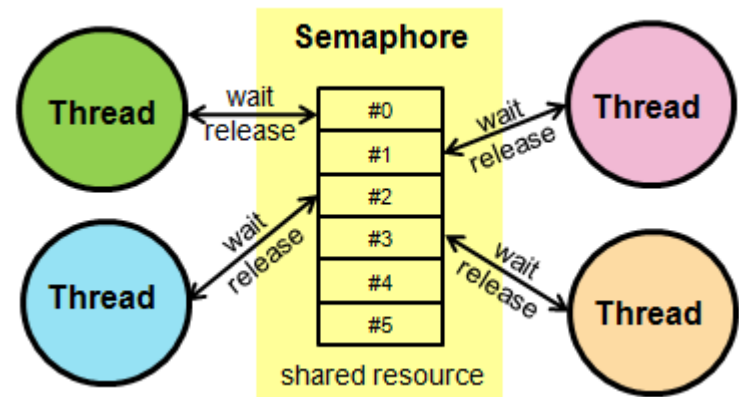 Semaphore
Thread
wait
release
#0
#1
#2
#3
#4
#5
wait
release
Thread
Thread
wait
release
wait
release
Thread
shared resource